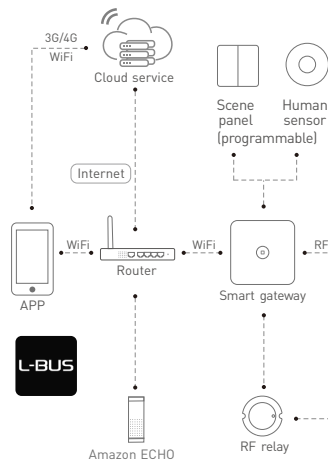 3G/4G
WiFi
Cloud service
Scene
panel
Human
sensor
(programmable)
Internet
WiFi
WiFi
RF
Router
Smart gateway
APP
L-BUS
Amazon ECHO
RF relay